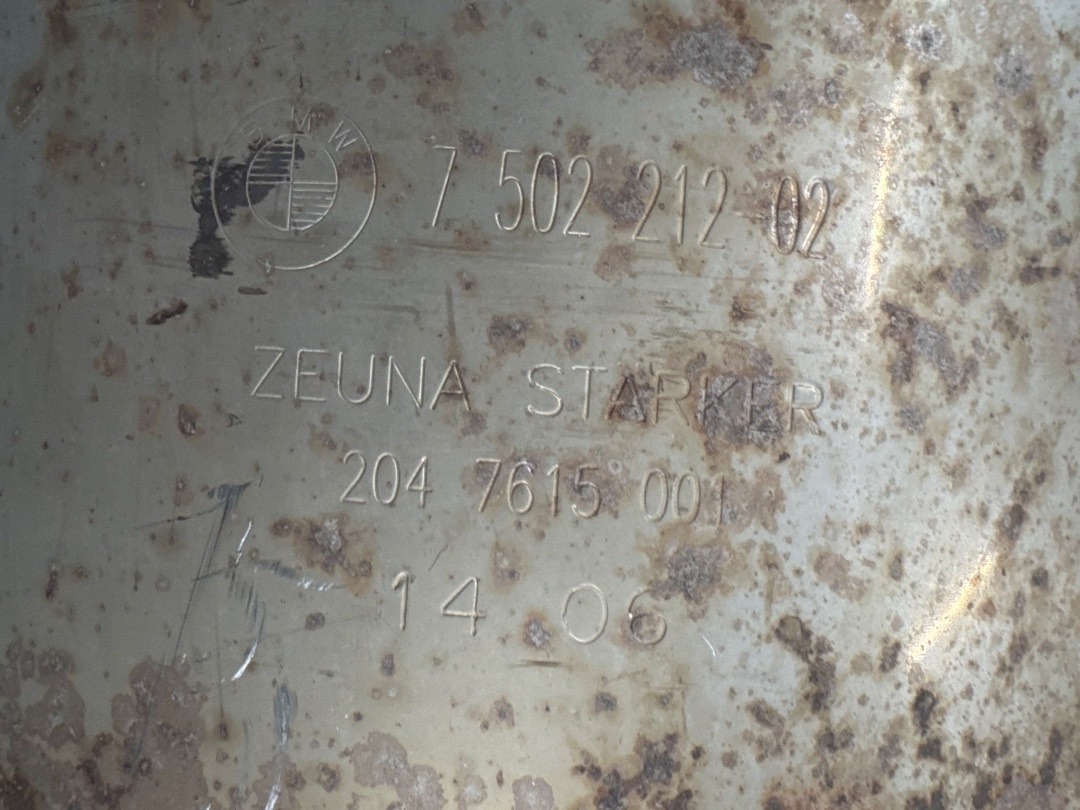 BMW
7 502 212 02
ZEUNA STARKER
204 7615 001
14 06